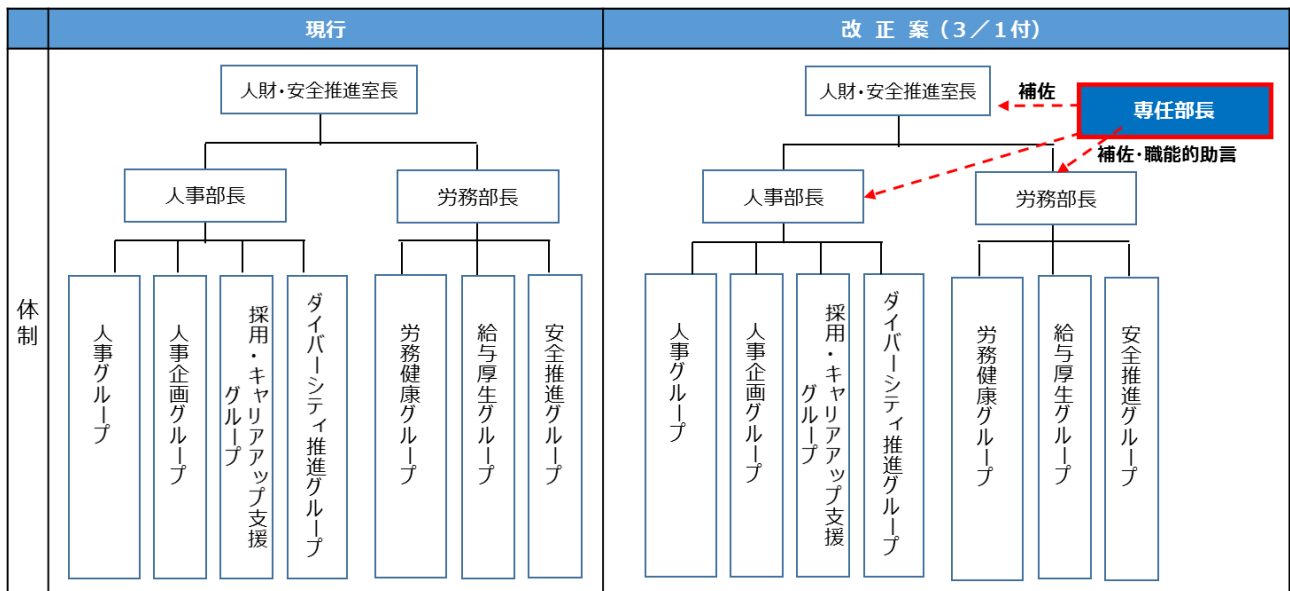 現行
改 正 案（３／１付）
体制
人財・安全推進室長
人事部長
労務部長
人事グループ
人事企画グループ
採用・キャリアアップ支援
グループ
ダイバーシティ推進グループ
労務健康グループ
給与厚生グループ
安全推進グループ
人財・安全推進室長
補佐
専任部長
補佐・職能的助言
人事部長
労務部長
人事グループ
人事企画グループ
採用・キャリアアップ支援
グループ
ダイバーシティ推進グループ
労務健康グループ
給与厚生グループ
安全推進グループ